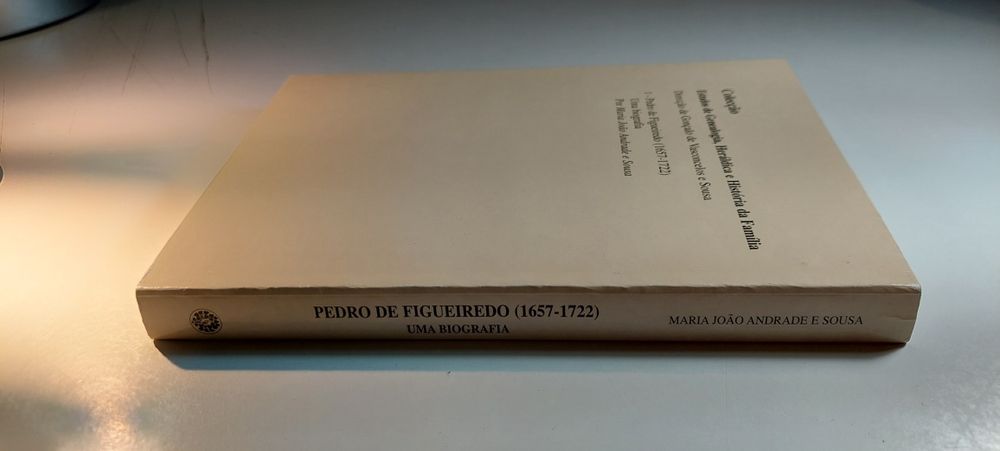 Colecção
Estudos de Genealogia, Heráldica e História da Família
Direcção de Gonçalo de Vasconcelos e Sousa
1 - Pedro de Figueiredo (1657-1722)
Uma biografia
Por Maria João Andrade e Sousa
PEDRO DE FIGUEIREDO (1657-1722)
UMA BIOGRAFIA
MARIA JOÃO ANDRADE E SOUSA